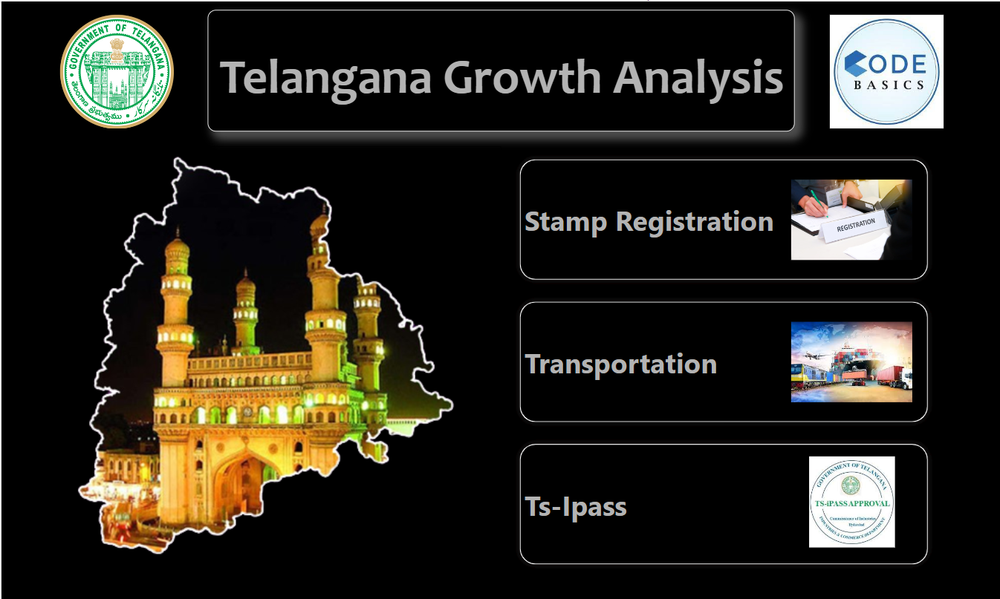 GOVERNMENT OF TELANGANA
తెలంగాణ ప్రభుత్వము
Telangana Growth Analysis
CODE
BASICS
Stamp Registration
REGISTRATION
Transportation
Ts-Ipass
GOVERNMENT OF TELANGANA
TS-iPASS APPROVAL
Commissioner of Industries
Hyderabad
INDUSTRIES & COMMERCE DEPARTMENT